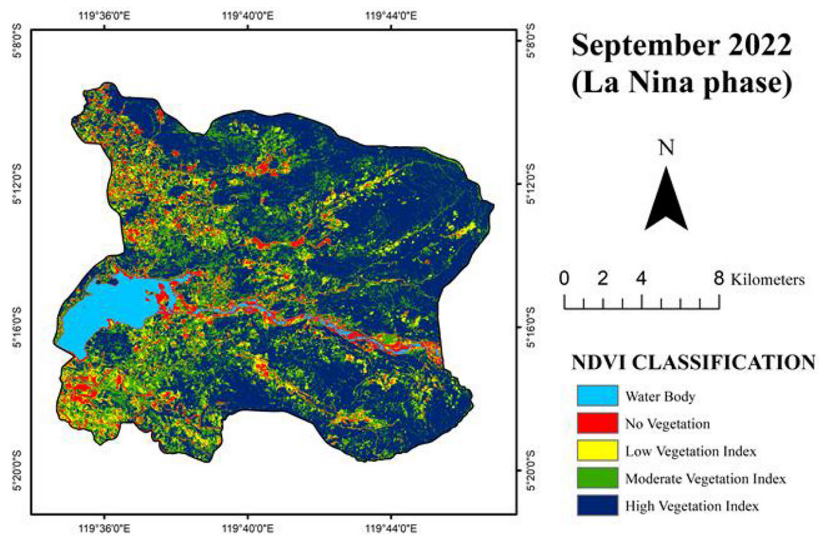 119°36'0"E 119°40'0"E 119°44'0"E
5°8'0"S 5°8'0"S
5°12'0"S 5°12'0"S
5°16'0"S 5°16'0"S
5°20'0"S 5°20'0"S
119°36'0"E 119°40'0"E 119°44'0"E
September 2022
(La Nina phase)
N
0 2 4 8 Kilometers
NDVI CLASSIFICATION
Water Body
No Vegetation
Low Vegetation Index
Moderate Vegetation Index
High Vegetation Index